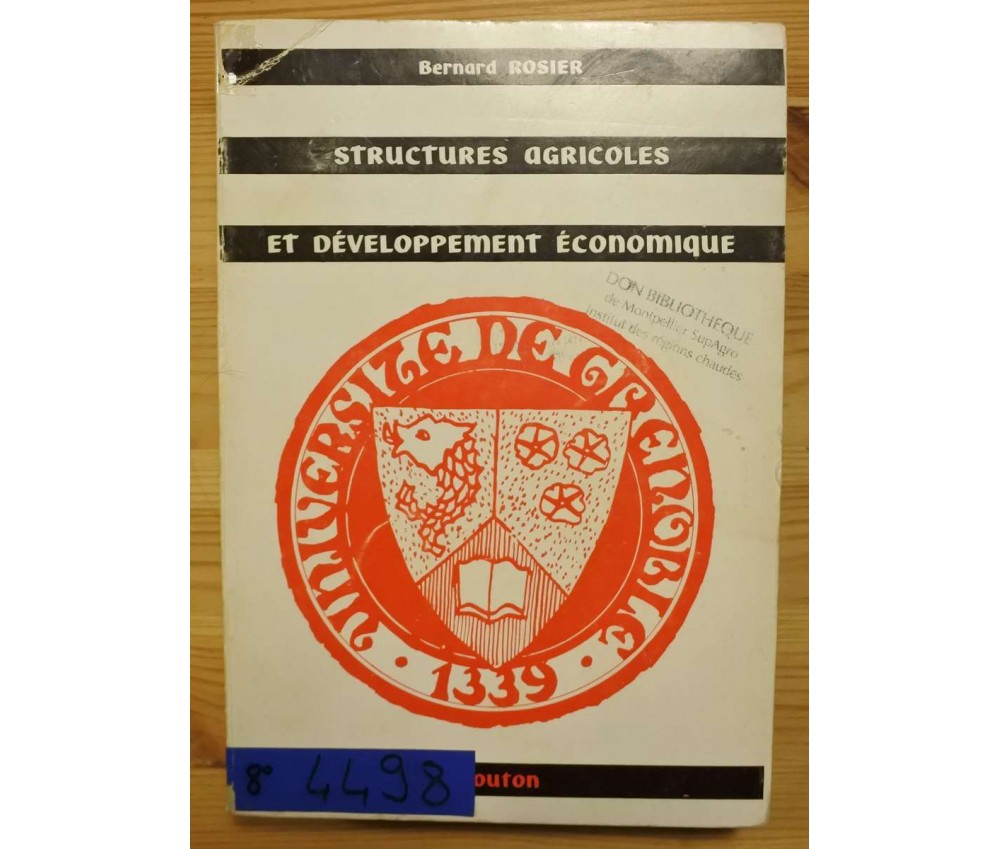 Bernard ROSIER
STRUCTURES AGRICOLES
ET DÉVELOPPEMENT ÉCONOMIQUE
DON BIBLIOTHEQUE
de Montpellier SupAgro
Institut des régions chaudes
UNIVERSITE DE GRENOBLE
· 1339 ·
outon
8 4498